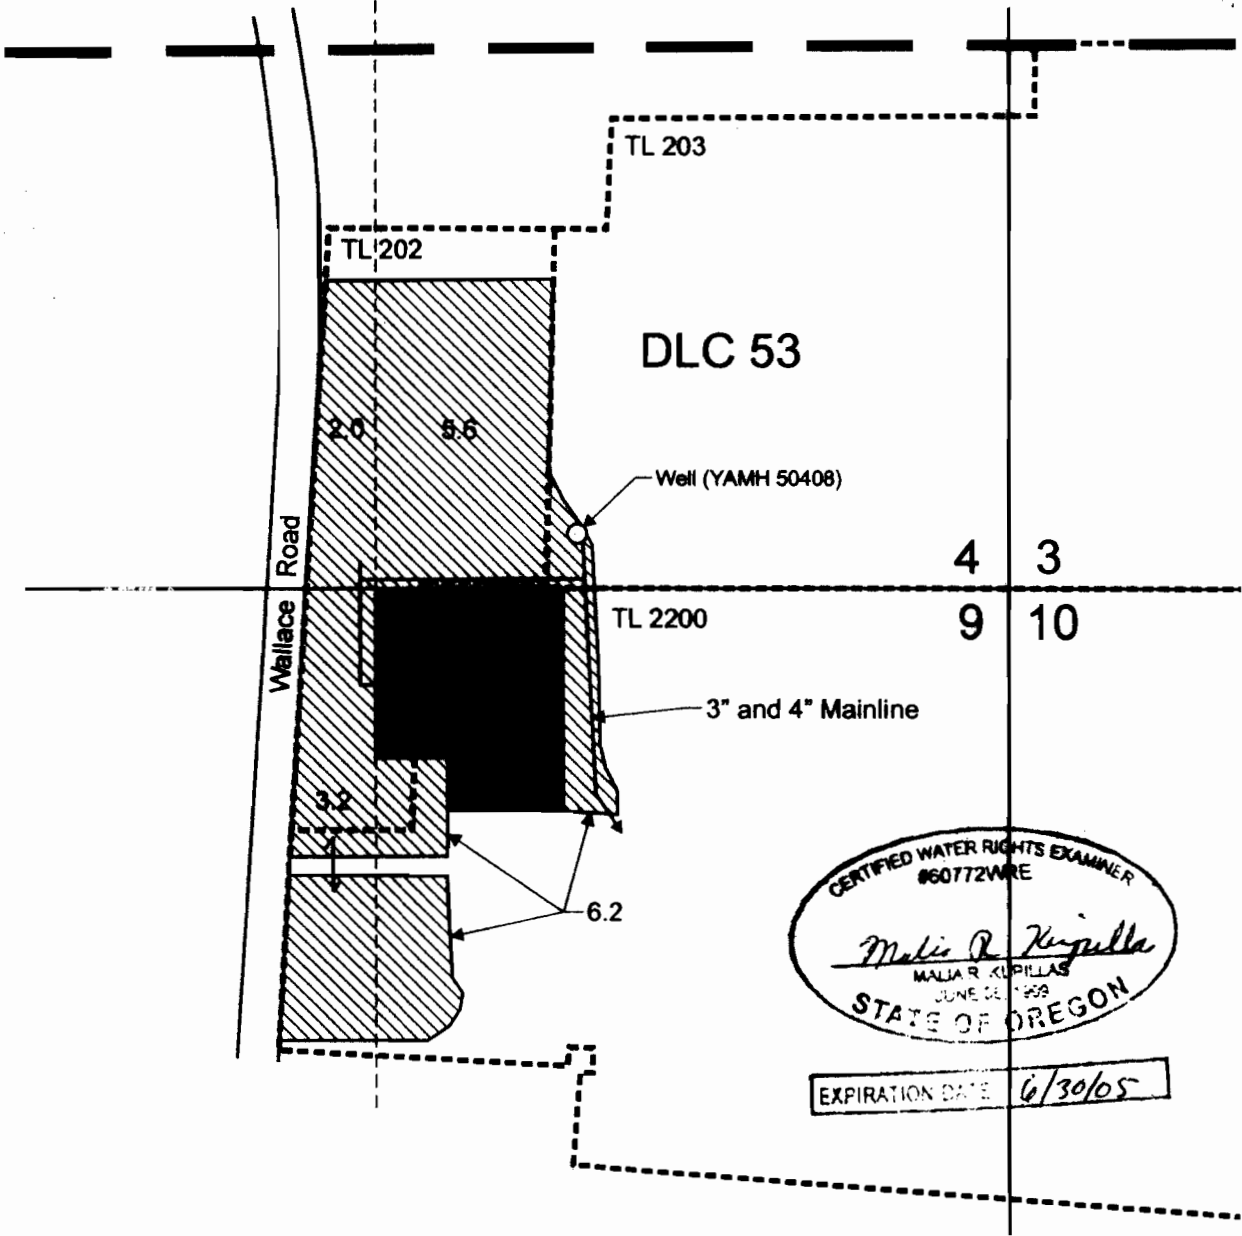 TL 203
TL 202
DLC 53
2.0
5.6
Well (YAMH 50408)
Wallace Road
4 3
9 10
TL 2200
3" and 4" Mainline
3.2
6.2
CERTIFIED WATER RIGHTS EXAMINER
#60772WRE
MALIA R. KUPILLAS
JUNE
STATE OF OREGON
EXPIRATION DATE 6/30/05